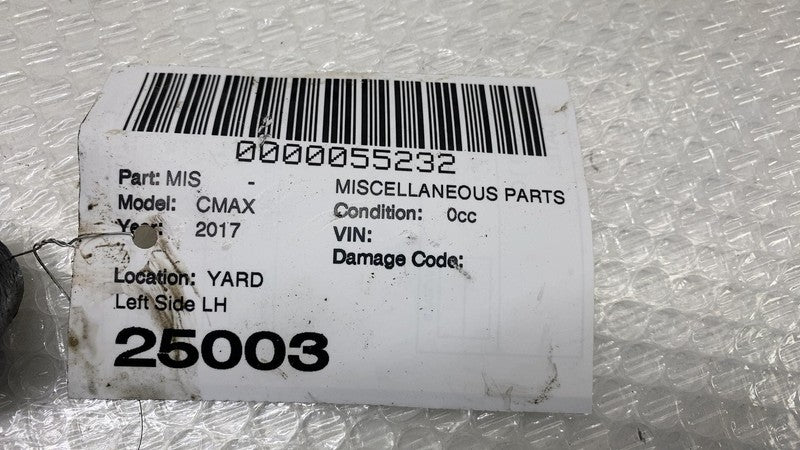 0000055232
Part: MIS - MISCELLANEOUS PARTS
Model: CMAX Condition: 0cc
Year: 2017 VIN:
Location: YARD Damage Code:
Left Side LH
25003